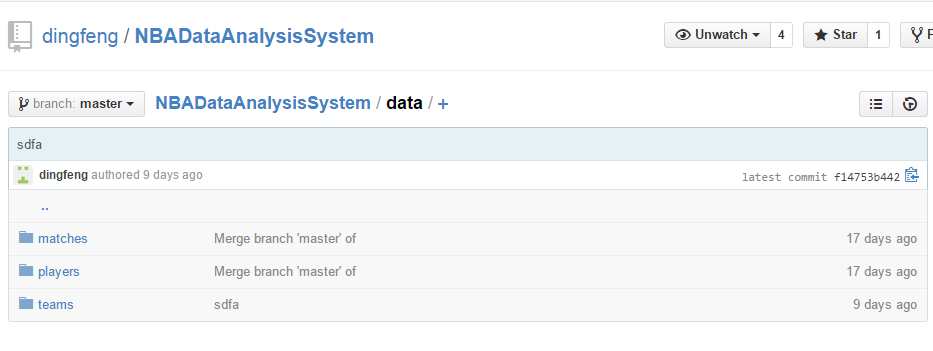 dingfeng / NBADataAnalysisSystem
Unwatch 4 Star 1 F
branch: master NBADataAnalysisSystem / data / +
sdfa
dingfeng authored 9 days ago latest commit f14753b442
..
matches Merge branch 'master' of 17 days ago
players Merge branch 'master' of 17 days ago
teams sdfa 9 days ago